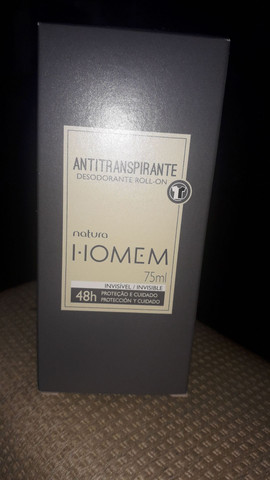 ANTITRANSPIRANTE
DESODORANTE ROLL-ON
natura
HOMEM
75ml
INVISÍVEL / INVISIBLE
48h PROTEÇÃO E CUIDADO
PROTECCIÓN Y CUIDADO